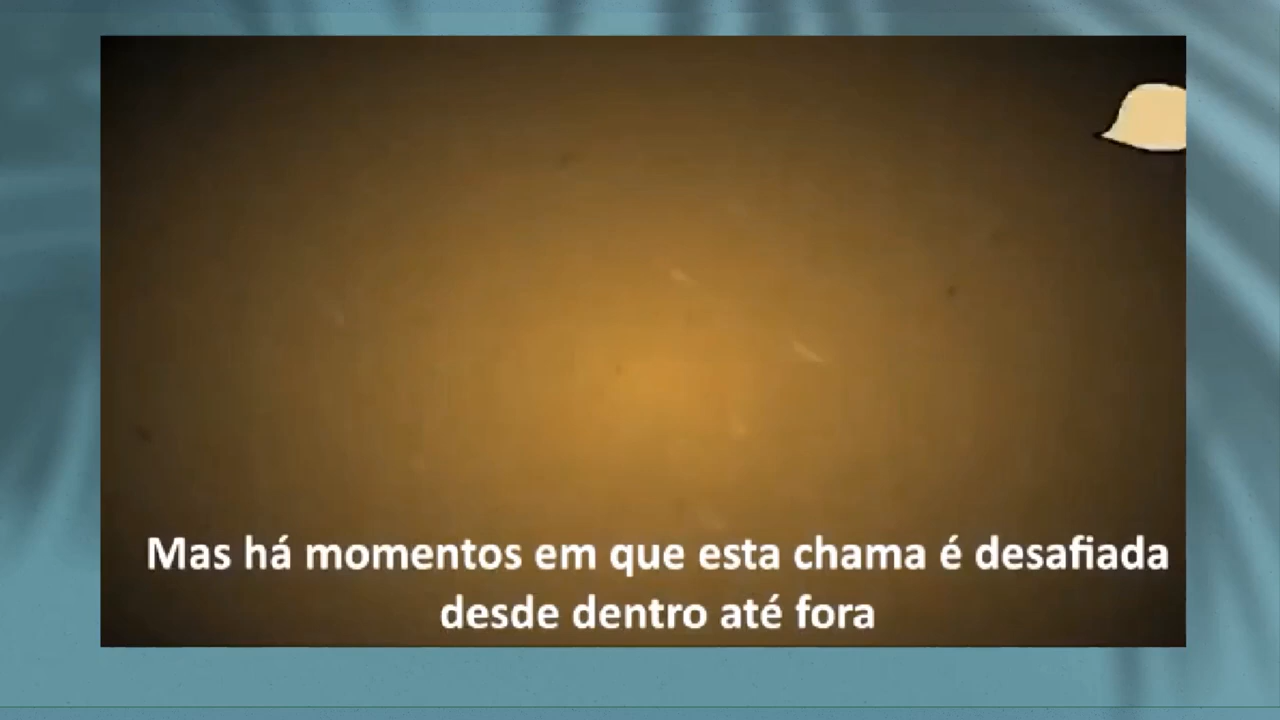 Mas há momentos em que esta chama é desafiada
desde dentro até fora